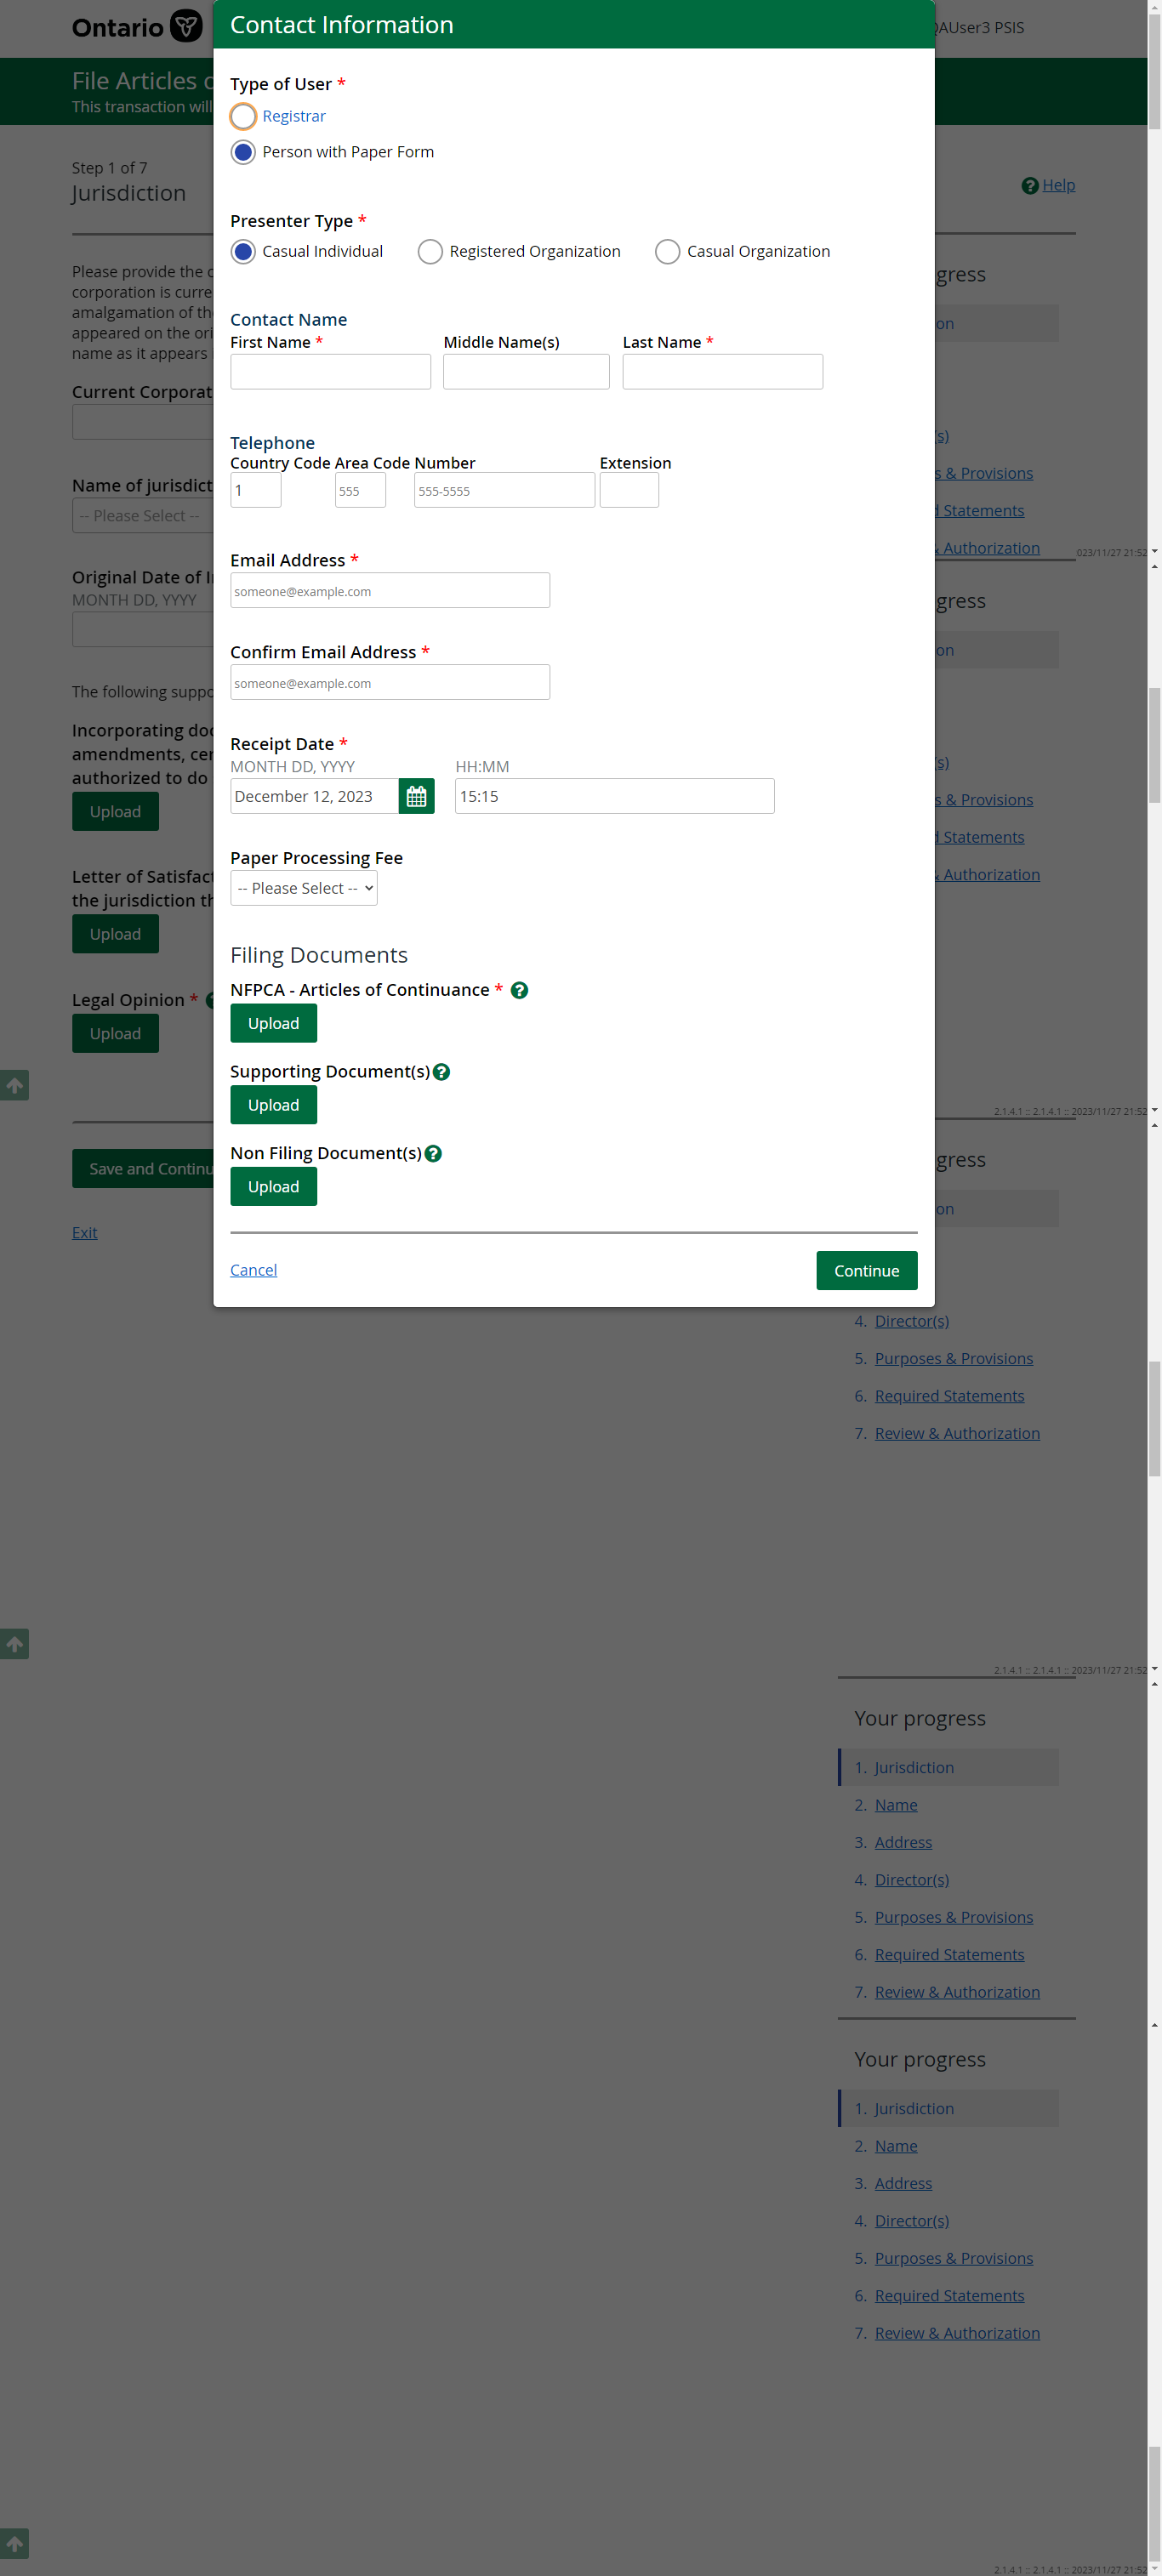 Ontario
Contact Information
QAUser3 PSIS
File Articles o
This transaction will
Type of User *
Registrar
Person with Paper Form
Step 1 of 7
Jurisdiction
Help
Presenter Type *
Casual Individual Registered Organization Casual Organization
Please provide the c
corporation is curre
amalgamation of th
appeared on the ori
name as it appears
gress
on
Contact Name
First Name * Middle Name(s) Last Name *
Current Corporat
(s)
Telephone
Country Code Area Code Number Extension
1 555 555-5555
s & Provisions
Name of jurisdict
-- Please Select --
d Statements
& Authorization
023/11/27 21:52
Email Address *
someone@example.com
Original Date of I
MONTH DD, YYYY
gress
on
Confirm Email Address *
someone@example.com
The following suppo
Incorporating do
amendments, cer
authorized to do
Upload
Receipt Date *
MONTH DD, YYYY HH:MM
December 12, 2023 15:15
(s)
s & Provisions
d Statements
& Authorization
Paper Processing Fee
-- Please Select --
Letter of Satisfact
the jurisdiction th
Upload
Filing Documents
NFPCA - Articles of Continuance *
Upload
Legal Opinion *
Upload
Supporting Document(s)
Upload
2.1.4.1 :: 2.1.4.1 :: 2023/11/27 21:52
Non Filing Document(s)
Upload
Save and Continu
gress
on
Exit
Cancel
Continue
4. Director(s)
5. Purposes & Provisions
6. Required Statements
7. Review & Authorization
2.1.4.1 :: 2.1.4.1 :: 2023/11/27 21:52
Your progress
1. Jurisdiction
2. Name
3. Address
4. Director(s)
5. Purposes & Provisions
6. Required Statements
7. Review & Authorization
Your progress
1. Jurisdiction
2. Name
3. Address
4. Director(s)
5. Purposes & Provisions
6. Required Statements
7. Review & Authorization
2.1.4.1 :: 2.1.4.1 :: 2023/11/27 21:52